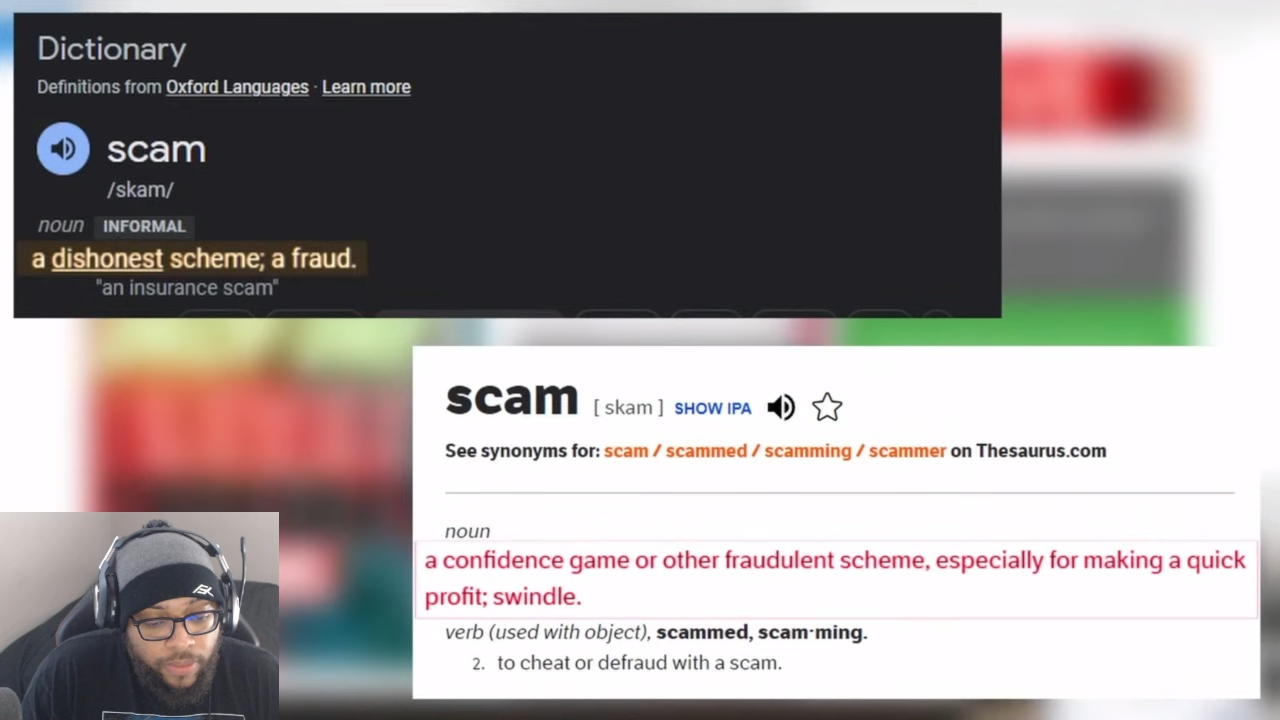 Dictionary
Definitions from Oxford Languages · Learn more
scam
/skam/
noun INFORMAL
a dishonest scheme; a fraud.
"an insurance scam"
scam [ skam ] SHOW IPA
See synonyms for: scam / scammed / scamming / scammer on Thesaurus.com
noun
a confidence game or other fraudulent scheme, especially for making a quick
profit; swindle.
verb (used with object), scammed, scam·ming.
2. to cheat or defraud with a scam.